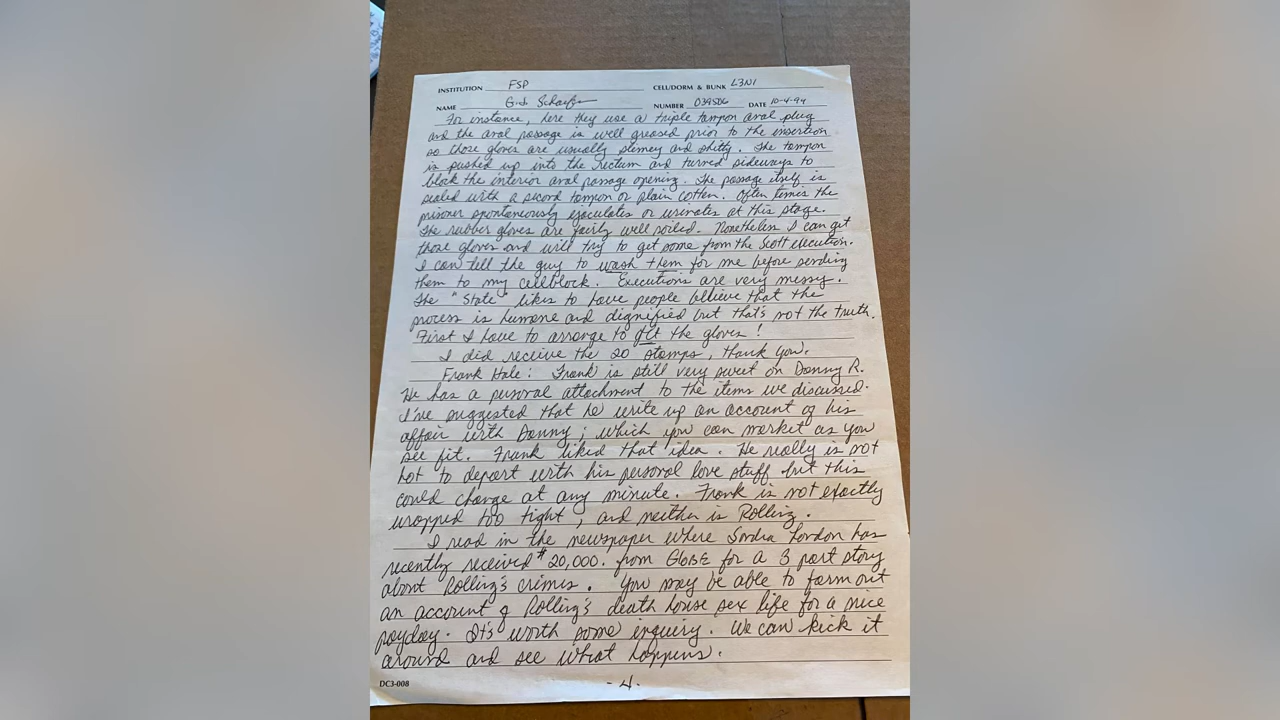 INSTITUTION FSP CELL/DORM & BUNK L3N1
NAME G.J. Schaefer NUMBER 039506 DATE 10-4-94
For instance, here they use a triple tampon anal plug
and the anal passage is well greased prior to the insertion
so those gloves are usually slimey and shitty. The tampon
is pushed up into the rectum and turned sideways to
block the interior anal passage opening. The passage itself is
sealed with a second tampon or plain cotten. Often times the
prisoner spontaneously ejaculates or urinates at this stage.
The rubber gloves are fairly well soiled. Nonetheless I can get
those gloves and will try to get some from the Scott execution.
I can tell the guy to wash them for me before sending
them to my cellblock. Executions are very messy.
The "State" likes to have people believe that the
process is humane and dignified but that's not the truth.
First I have to arrange to get the gloves!
I did receive the 20 stamps, thank you.
Frank Hale: Frank is still very sweet on Danny R.
He has a personal attachment to the items we discussed.
I've suggested that he write up an account of his
affair with Danny; which you can market as you
see fit. Frank liked that idea. He really is not
hot to depart with his personal love stuff but this
could change at any minute. Frank is not exactly
wrapped too tight, and neither is Rolling.
I read in the newspaper where Sondra London has
recently received $20,000. from GLOBE for a 3 part story
about Rolling's crimes. You may be able to farm out
an account of Rolling's death house sex life for a nice
payday. It's worth some inquiry. We can kick it
around and see what happens.
DC3-008 - 4 -